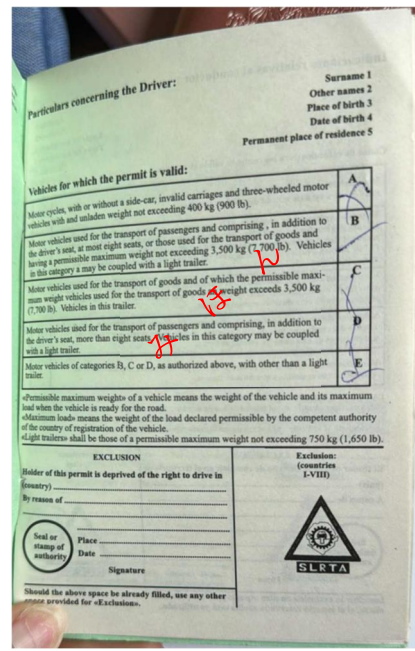 Particulars concerning the Driver:
Surname 1
Other names 2
Place of birth 3
Date of birth 4
Permanent place of residence 5
Vehicles for which the permit is valid:
Motor cycles, with or without a side-car, invalid carriages and three-wheeled motor
vehicles with and unladen weight not exceeding 400 kg (900 lb).
A
Motor vehicles used for the transport of passengers and comprising , in addition to
the driver's seat, at most eight seats, or those used for the transport of goods and
having a permissible maximum weight not exceeding 3,500 kg (7,700 lb). Vehicles
in this category a may be coupled with a light trailer.
B
Motor vehicles used for the transport of goods and of which the permissible maxi-
mum weight vehicles used for the transport of goods of weight exceeds 3,500 kg
(7,700 lb). Vehicles in this trailer.
C
Motor vehicles used for the transport of passengers and comprising, in addition to
the driver's seat, more than eight seats. Vehicles in this category may be coupled
with a light trailer.
D
Motor vehicles of categories B, C or D, as authorized above, with other than a light
trailer.
E
んほみ
«Permissible maximum weight» of a vehicle means the weight of the vehicle and its maximum
load when the vehicle is ready for the road.
«Maximum load» means the weight of the load declared permissible by the competent authority
of the country of registration of the vehicle.
«Light trailers» shall be those of a permissible maximum weight not exceeding 750 kg (1,650 lb).
EXCLUSION
Holder of this permit is deprived of the right to drive in
(country)
By reason of
Seal or
stamp of
authority
Place
Date
Signature
Should the above space be already filled, use any other
space provided for «Exclusion».
Exclusion:
(countries
I-VIII)
SLRTA